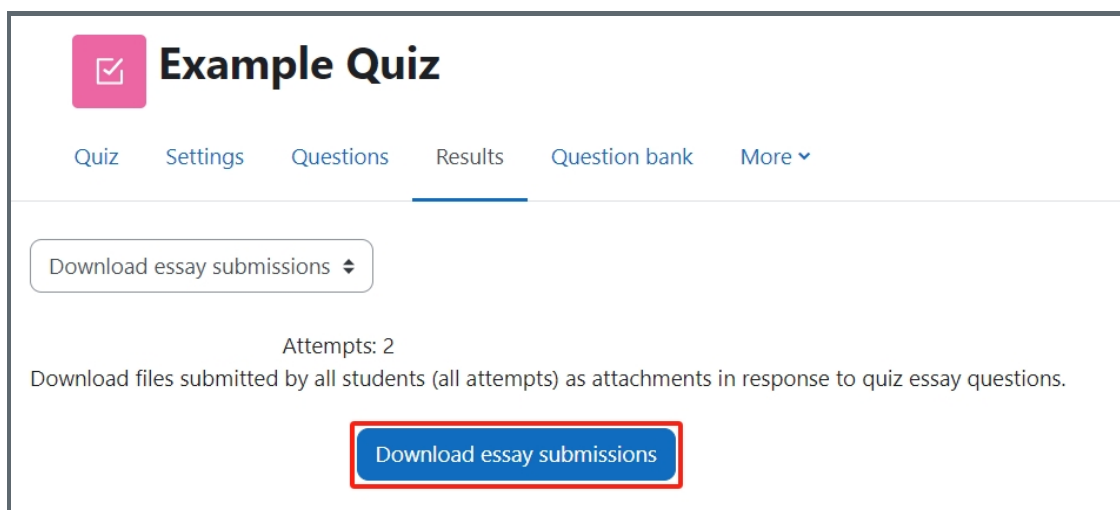 Example Quiz
Quiz Settings Questions Results Question bank More
Download essay submissions
Attempts: 2
Download files submitted by all students (all attempts) as attachments in response to quiz essay questions.
Download essay submissions